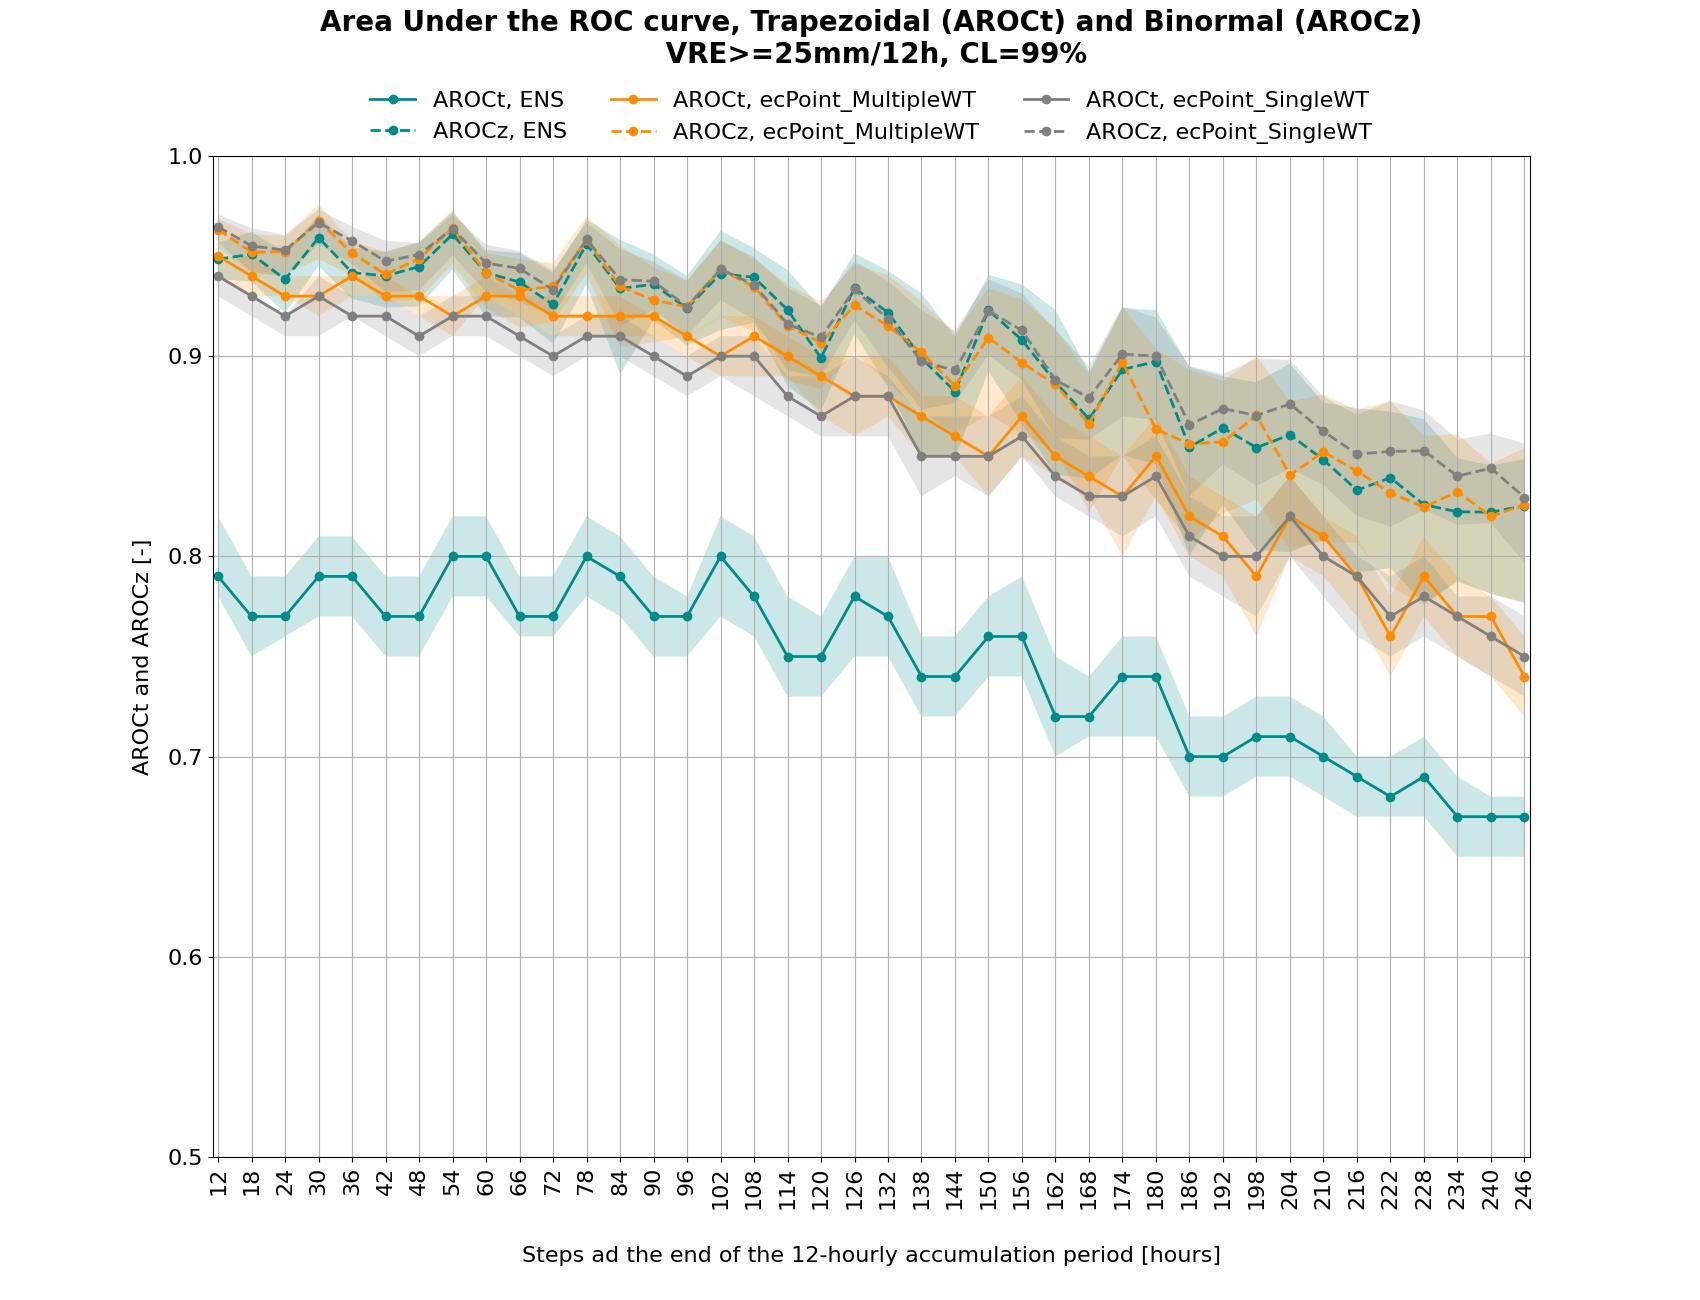 Area Under the ROC curve, Trapezoidal (AROCt) and Binormal (AROCz)
VRE>=25mm/12h, CL=99%
AROCt, ENS
AROCt, ecPoint_MultipleWT
AROCt, ecPoint_SingleWT
AROCz, ENS
AROCz, ecPoint_MultipleWT
AROCz, ecPoint_SingleWT
AROCt and AROCz [-]
1.0
0.9
0.8
0.7
0.6
0.5
12 18 24 30 36 42 48 54 60 66 72 78 84 90 96 102 108 114 120 126 132 138 144 150 156 162 168 174 180 186 192 198 204 210 216 222 228 234 240 246
Steps ad the end of the 12-hourly accumulation period [hours]